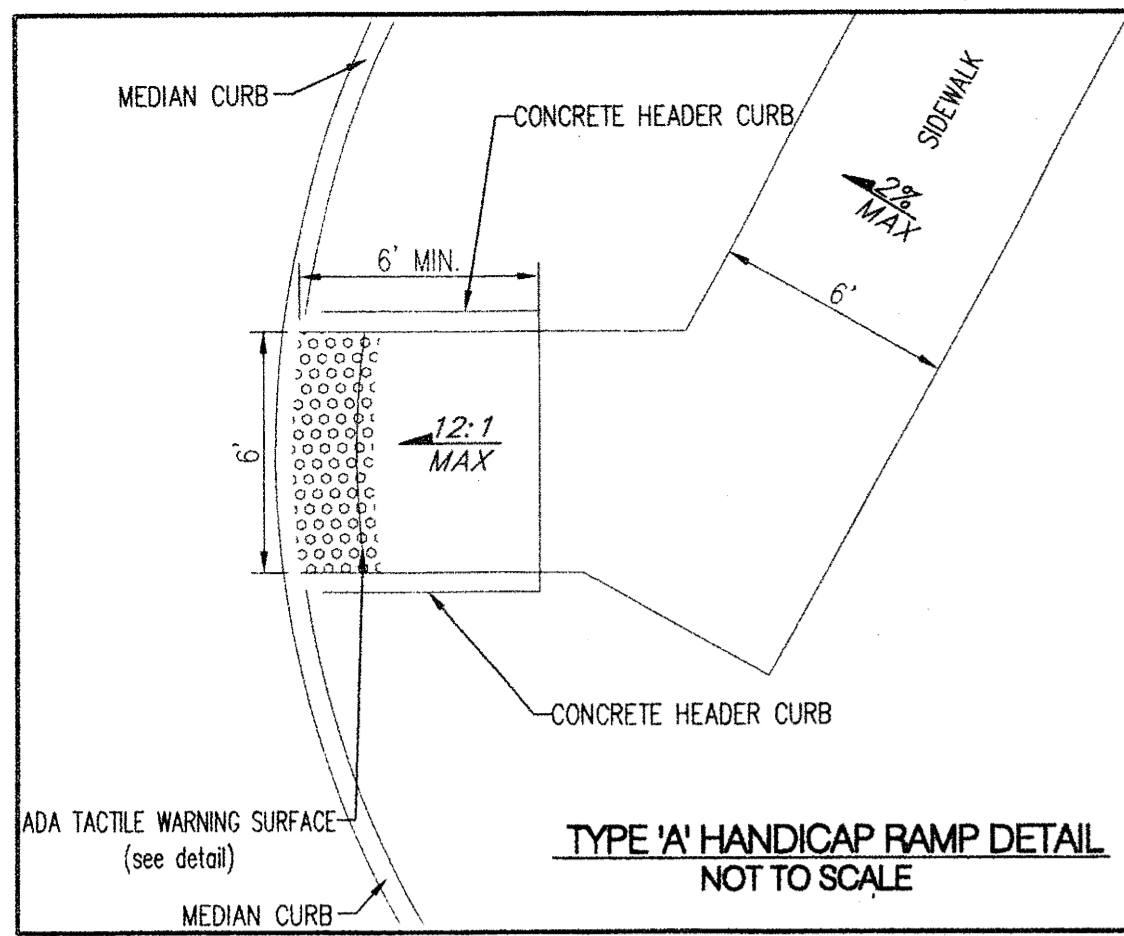 MEDIAN CURB
CONCRETE HEADER CURB
SIDEWALK
2%
MAX
6' MIN.
6'
6'
12:1
MAX
CONCRETE HEADER CURB
ADA TACTILE WARNING SURFACE
(see detail)
MEDIAN CURB
TYPE 'A' HANDICAP RAMP DETAIL
NOT TO SCALE